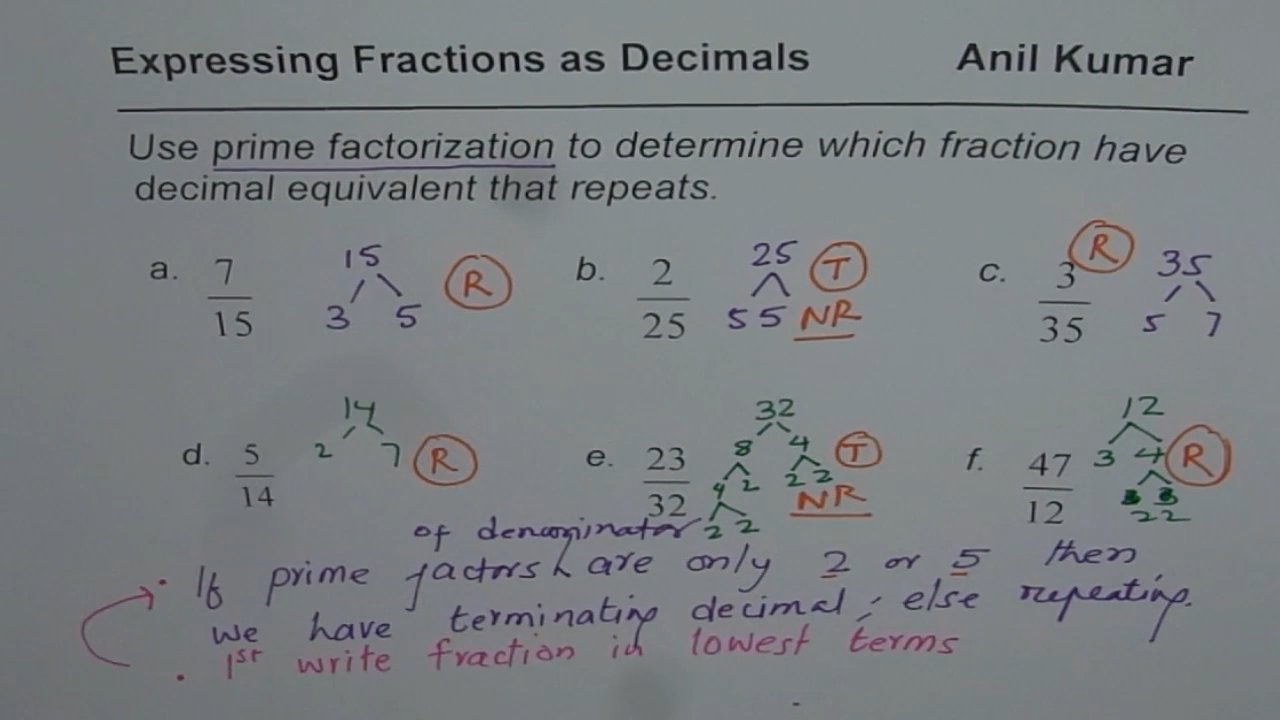 Expressing Fractions as Decimals Anil Kumar
Use prime factorization to determine which fraction have
decimal equivalent that repeats.
a. 7/15 15 3 5 R
b. 2/25 25 5 5 T NR
c. 3/35 R 35 5 7
d. 5/14 14 2 7 R
e. 23/32 32 8 4 4 2 2 2 2 2 T NR
f. 47/12 12 3 4 2 2 R
of denominator
• If prime factors are only 2 or 5 then
we have terminating decimal; else repeating.
• 1st write fraction in lowest terms